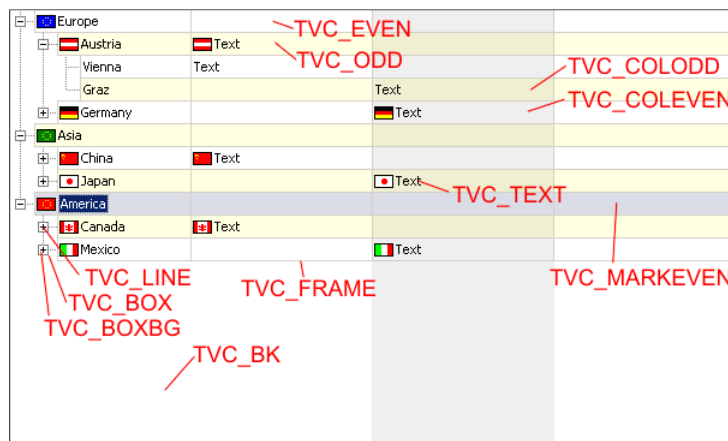 Europe
TVC_EVEN
Austria Text
TVC_ODD
Vienna Text
TVC_COLODD
Graz Text
TVC_COLEVEN
Germany Text
Asia
China Text
Japan Text
TVC_TEXT
America
Canada Text
Mexico Text
TVC_LINE
TVC_FRAME
TVC_MARKEVEN
TVC_BOX
TVC_BOXBG
TVC_BK